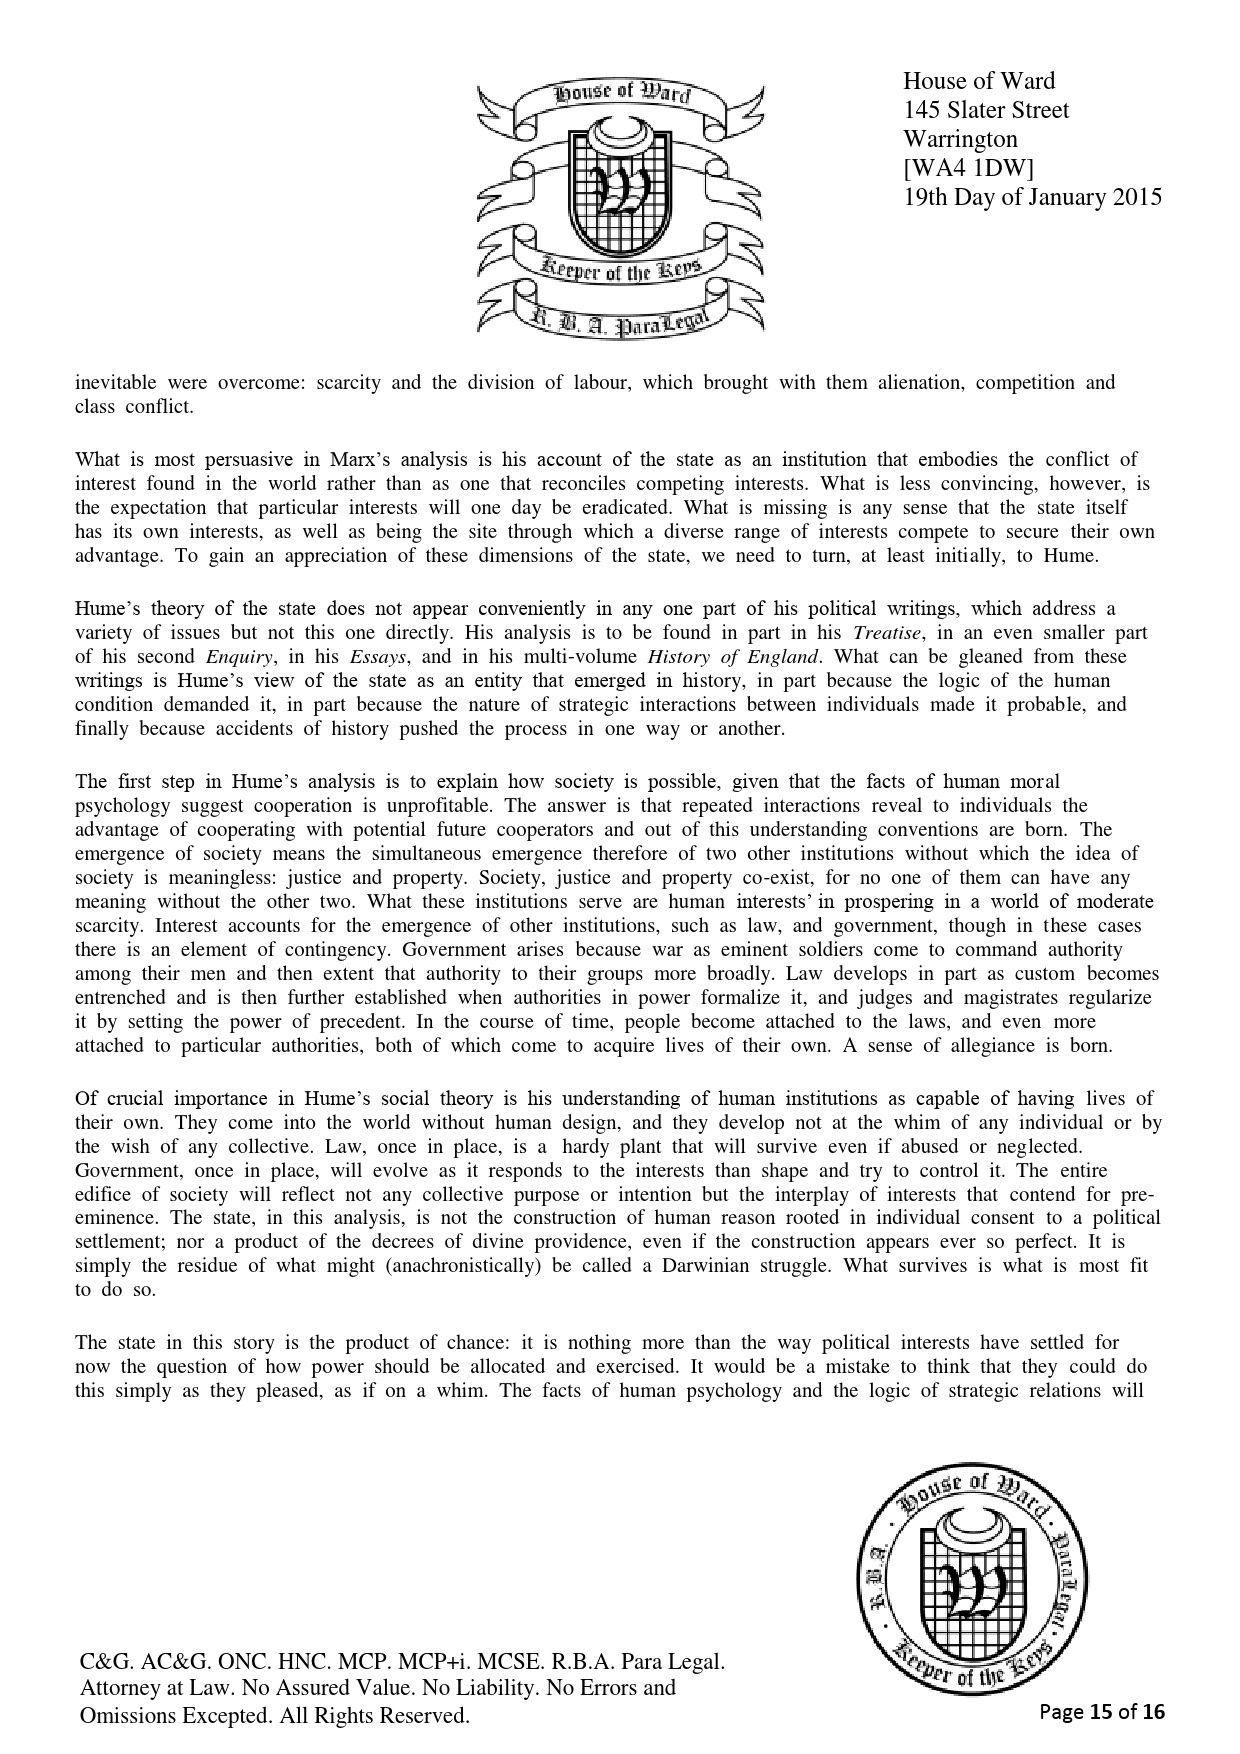 House of Ward
House of Ward
145 Slater Street
Warrington
[WA4 1DW]
19th Day of January 2015
W
Keeper of the Keys
R. B. A. ParaLegal
inevitable were overcome: scarcity and the division of labour, which brought with them alienation, competition and
class conflict.
What is most persuasive in Marx’s analysis is his account of the state as an institution that embodies the conflict of
interest found in the world rather than as one that reconciles competing interests. What is less convincing, however, is
the expectation that particular interests will one day be eradicated. What is missing is any sense that the state itself
has its own interests, as well as being the site through which a diverse range of interests compete to secure their own
advantage. To gain an appreciation of these dimensions of the state, we need to turn, at least initially, to Hume.
Hume’s theory of the state does not appear conveniently in any one part of his political writings, which address a
variety of issues but not this one directly. His analysis is to be found in part in his Treatise, in an even smaller part
of his second Enquiry, in his Essays, and in his multi-volume History of England. What can be gleaned from these
writings is Hume’s view of the state as an entity that emerged in history, in part because the logic of the human
condition demanded it, in part because the nature of strategic interactions between individuals made it probable, and
finally because accidents of history pushed the process in one way or another.
The first step in Hume’s analysis is to explain how society is possible, given that the facts of human moral
psychology suggest cooperation is unprofitable. The answer is that repeated interactions reveal to individuals the
advantage of cooperating with potential future cooperators and out of this understanding conventions are born. The
emergence of society means the simultaneous emergence therefore of two other institutions without which the idea of
society is meaningless: justice and property. Society, justice and property co-exist, for no one of them can have any
meaning without the other two. What these institutions serve are human interests’ in prospering in a world of moderate
scarcity. Interest accounts for the emergence of other institutions, such as law, and government, though in these cases
there is an element of contingency. Government arises because war as eminent soldiers come to command authority
among their men and then extent that authority to their groups more broadly. Law develops in part as custom becomes
entrenched and is then further established when authorities in power formalize it, and judges and magistrates regularize
it by setting the power of precedent. In the course of time, people become attached to the laws, and even more
attached to particular authorities, both of which come to acquire lives of their own. A sense of allegiance is born.
Of crucial importance in Hume’s social theory is his understanding of human institutions as capable of having lives of
their own. They come into the world without human design, and they develop not at the whim of any individual or by
the wish of any collective. Law, once in place, is a hardy plant that will survive even if abused or neglected.
Government, once in place, will evolve as it responds to the interests than shape and try to control it. The entire
edifice of society will reflect not any collective purpose or intention but the interplay of interests that contend for pre-
eminence. The state, in this analysis, is not the construction of human reason rooted in individual consent to a political
settlement; nor a product of the decrees of divine providence, even if the construction appears ever so perfect. It is
simply the residue of what might (anachronistically) be called a Darwinian struggle. What survives is what is most fit
to do so.
The state in this story is the product of chance: it is nothing more than the way political interests have settled for
now the question of how power should be allocated and exercised. It would be a mistake to think that they could do
this simply as they pleased, as if on a whim. The facts of human psychology and the logic of strategic relations will
R.B.A. · House of Ward · ParaLegal · Keeper of the Keys ·
W
C&G. AC&G. ONC. HNC. MCP. MCP+i. MCSE. R.B.A. Para Legal.
Attorney at Law. No Assured Value. No Liability. No Errors and
Omissions Excepted. All Rights Reserved.
Page 15 of 16